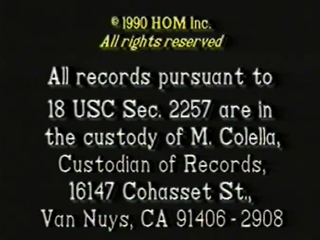 © 1990 HOM Inc.
All rights reserved
All records pursuant to
18 USC Sec. 2257 are in
the custody of M. Colella,
Custodian of Records,
16147 Cohasset St.,
Van Nuys, CA 91406-2908